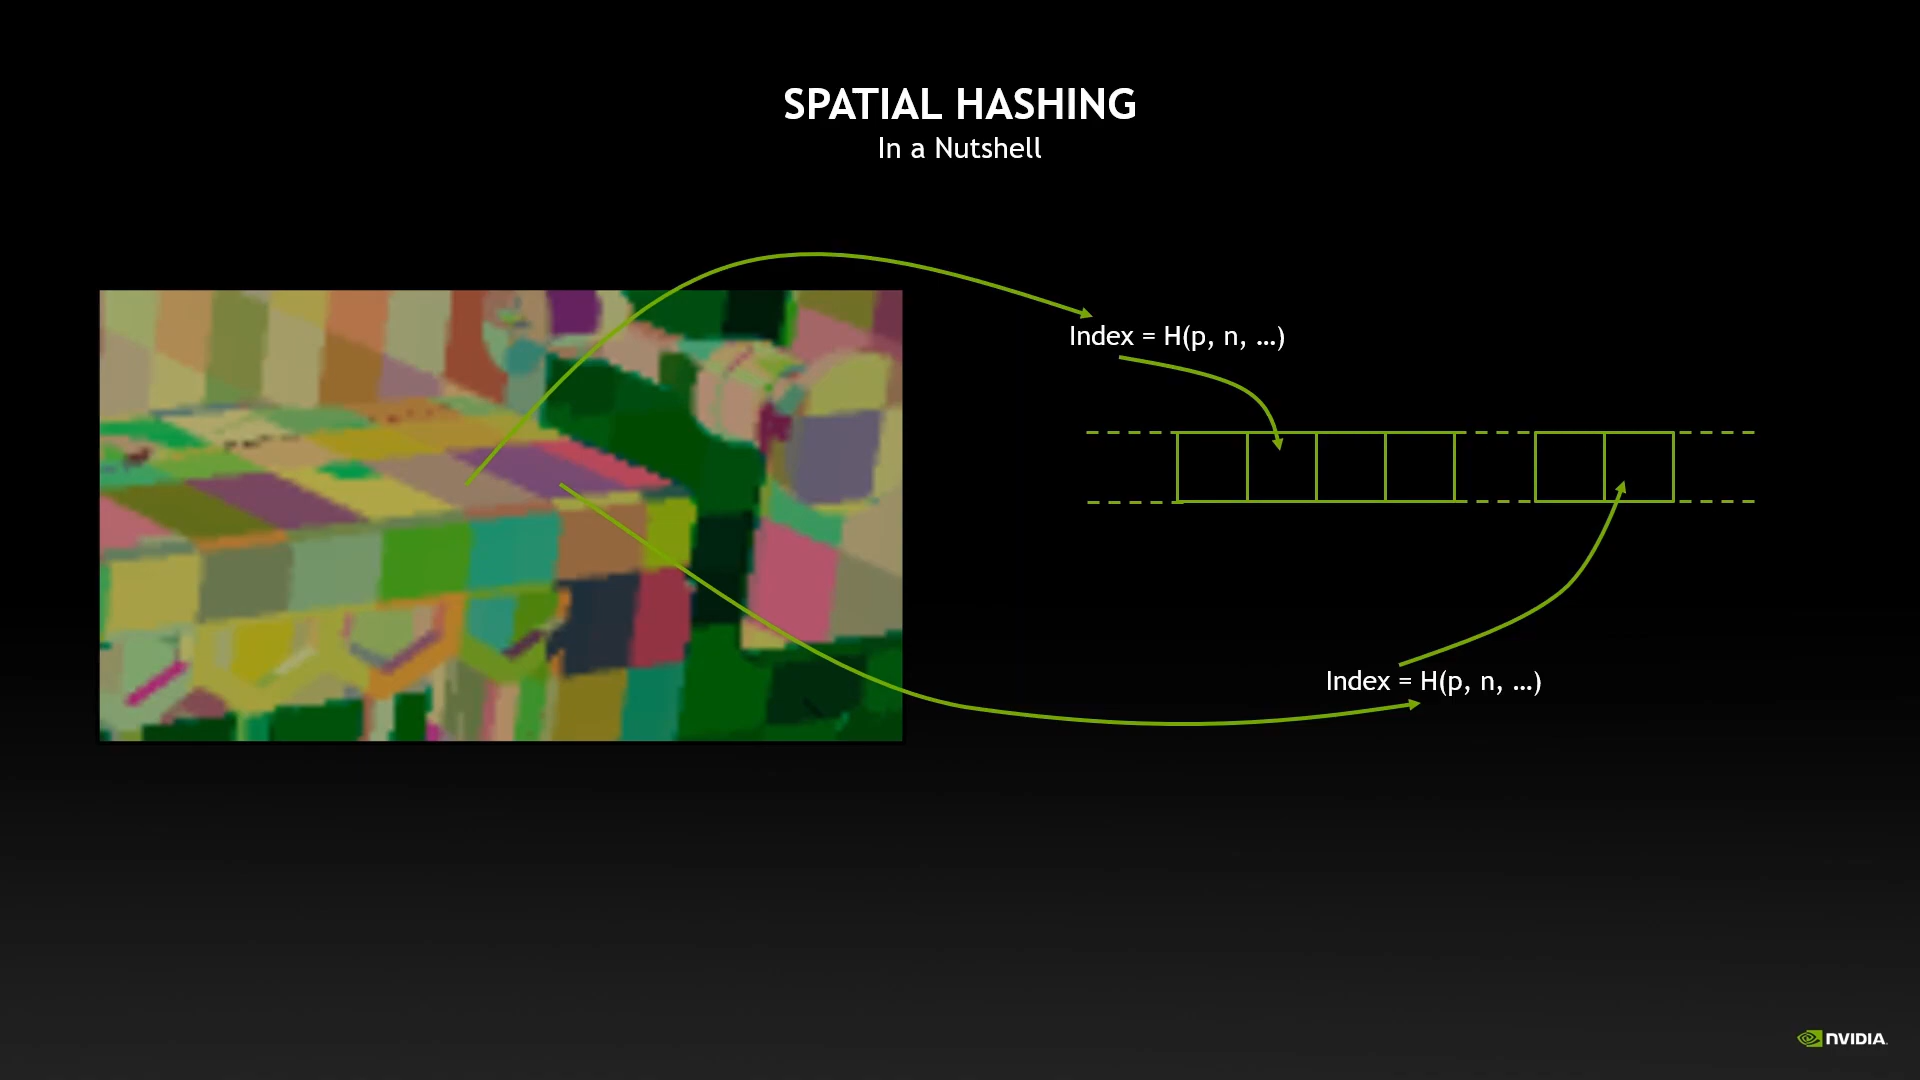 SPATIAL HASHING
In a Nutshell
Index = H(p, n, …)
Index = H(p, n, …)
NVIDIA.